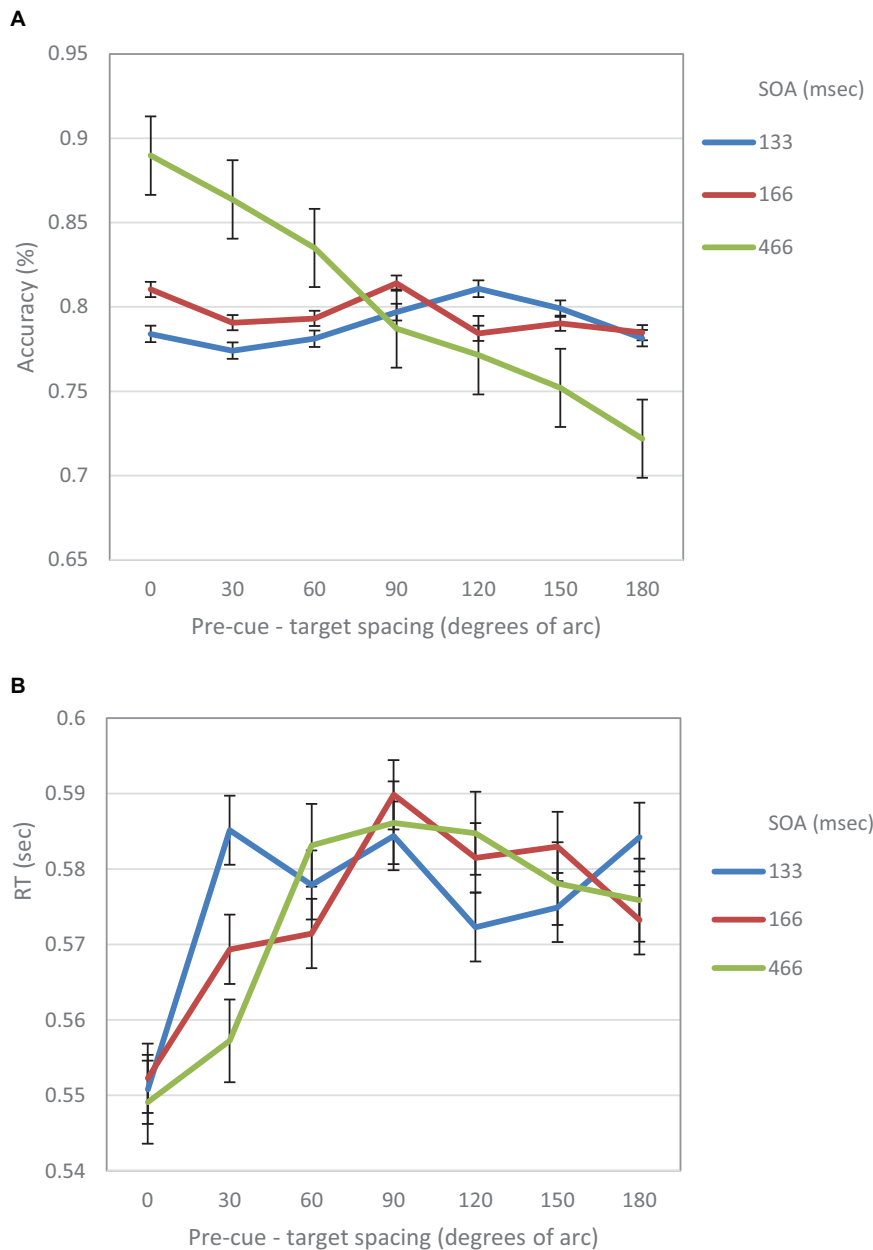 A
0.95
0.9
0.85
0.8
0.75
0.7
0.65
Accuracy (%)
0 30 60 90 120 150 180
Pre-cue - target spacing (degrees of arc)
SOA (msec)
133
166
466
B
0.6
0.59
0.58
0.57
0.56
0.55
0.54
RT (sec)
0 30 60 90 120 150 180
Pre-cue - target spacing (degrees of arc)
SOA (msec)
133
166
466